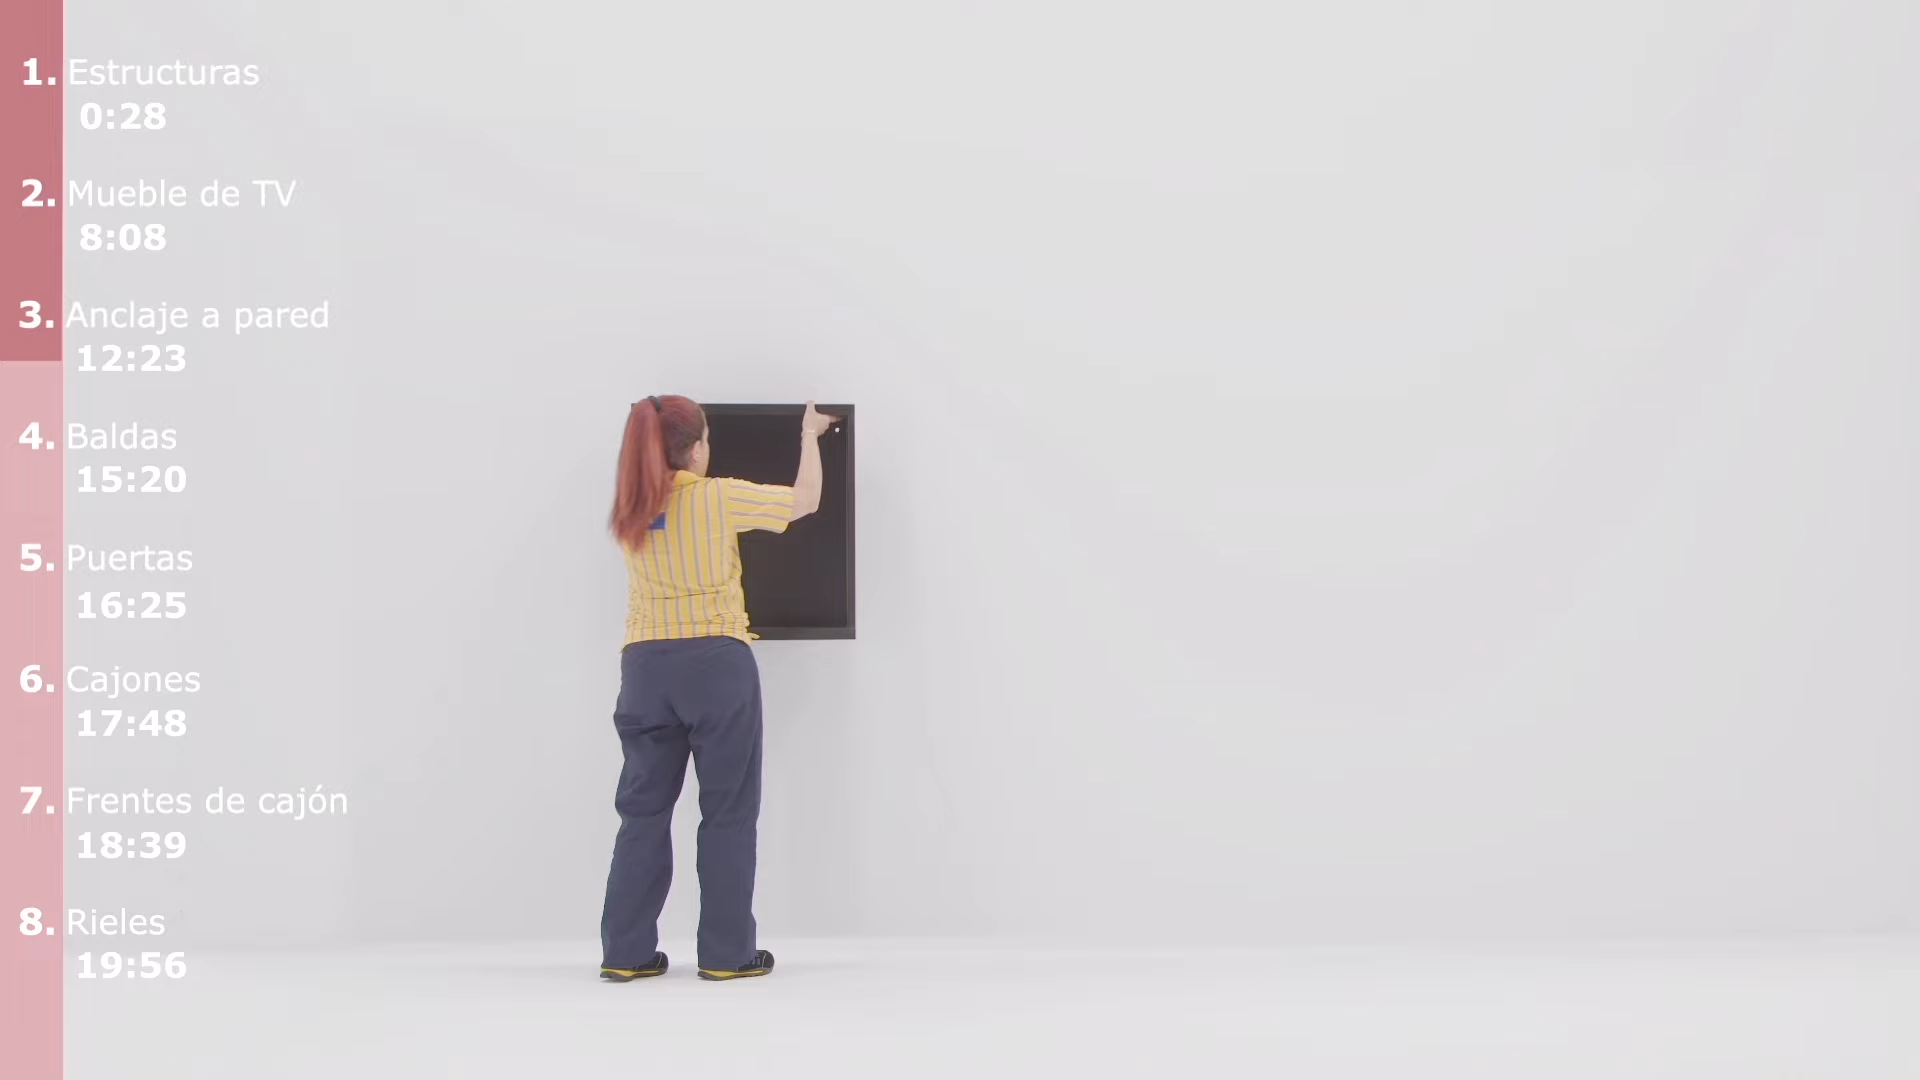 1. Estructuras
0:28
2. Mueble de TV
8:08
3. Anclaje a pared
12:23
4. Baldas
15:20
5. Puertas
16:25
6. Cajones
17:48
7. Frentes de cajón
18:39
8. Rieles
19:56